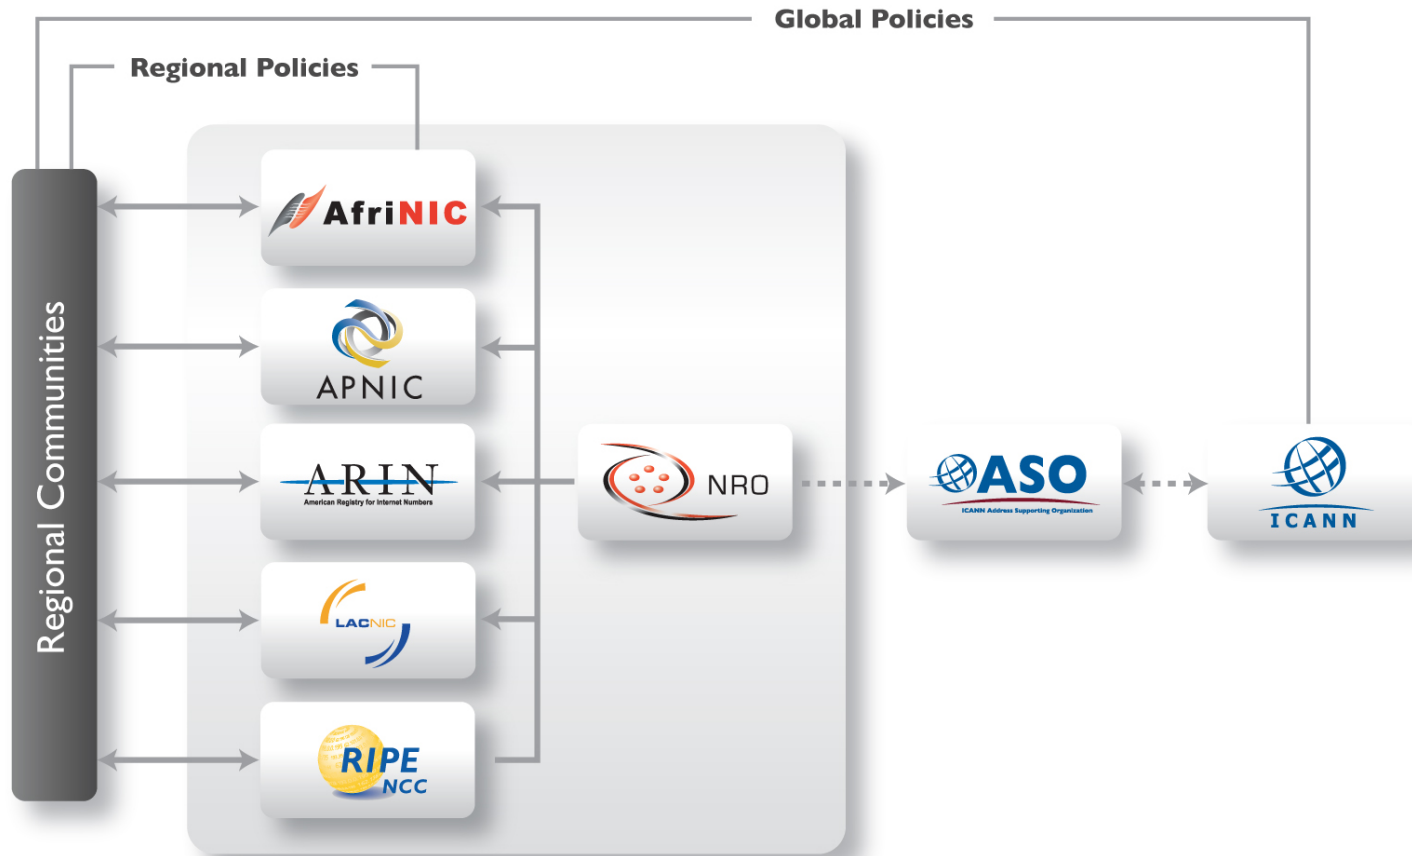 Global Policies
Regional Policies
Regional Communities
AfriNIC
APNIC
ARIN
American Registry for Internet Numbers
LACNIC
RIPE
NCC
NRO
ASO
ICANN Address Supporting Organization
ICANN